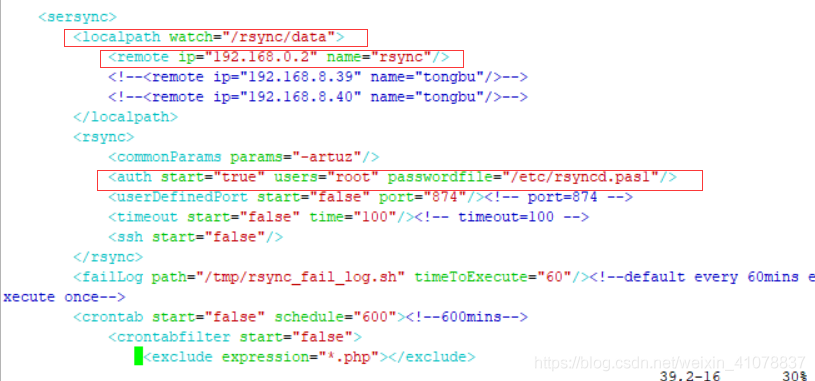 <sersync>
<localpath watch="/rsync/data">
<remote ip="192.168.0.2" name="rsync"/>
<!--<remote ip="192.168.8.39" name="tongbu"/>-->
<!--<remote ip="192.168.8.40" name="tongbu"/>-->
</localpath>
<rsync>
<commonParams params="-artuz"/>
<auth start="true" users="root" passwordfile="/etc/rsyncd.pas1"/>
<userDefinedPort start="false" port="874"/><!-- port=874 -->
<timeout start="false" time="100"/><!-- timeout=100 -->
<ssh start="false"/>
</rsync>
<failLog path="/tmp/rsync_fail_log.sh" timeToExecute="60"/><!--default every 60mins e
xecute once-->
<crontab start="false" schedule="600"><!--600mins-->
<crontabfilter start="false">
<exclude expression="*.php"></exclude>
https://blog.csdn.net/weixin_41078837
39,2-16 30%